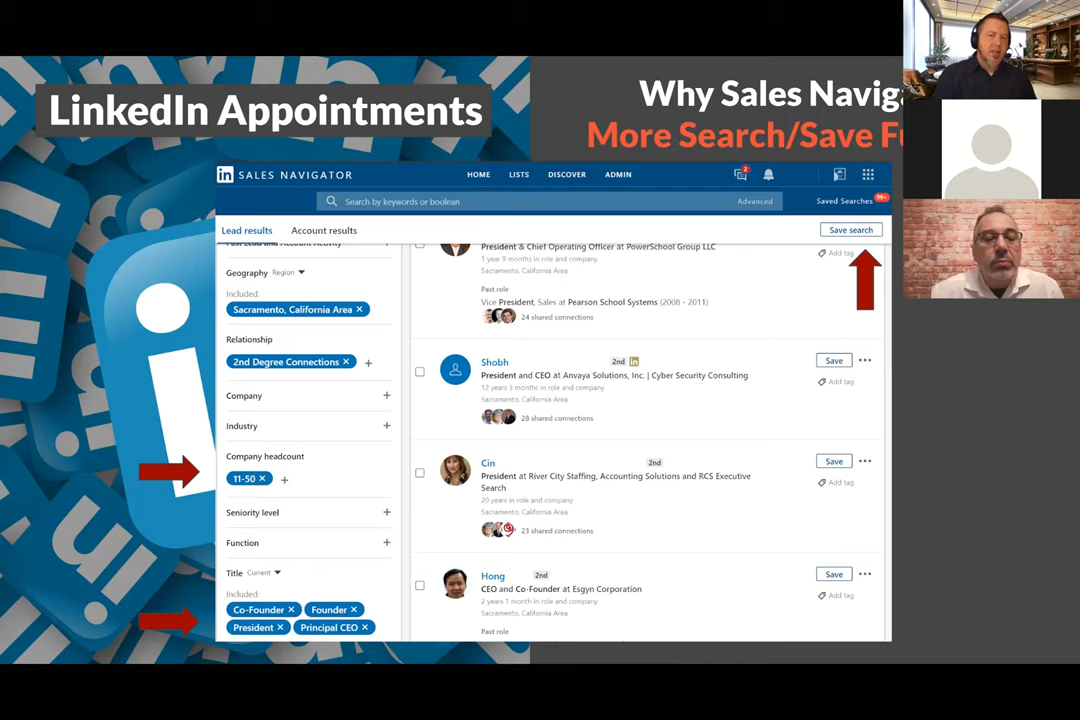 LinkedIn Appointments
Why Sales Naviga
More Search/Save Fu
in SALES NAVIGATOR
HOME
LISTS
DISCOVER
ADMIN
2
Search by keywords or boolean
Advanced
Saved Searches
99+
Lead results
Account results
Save search
Past Lead and Account Activity
Geography Region
Included:
Sacramento, California Area ×
Relationship
2nd Degree Connections × +
Company +
Industry +
Company headcount
11-50 × +
Seniority level +
Function +
Title Current
Included:
Co-Founder × Founder ×
President × Principal CEO ×
President & Chief Operating Officer at PowerSchool Group LLC
1 year 9 months in role and company
Sacramento, California Area
Add tag
Past role
Vice President, Sales at Pearson School Systems (2008 - 2011)
24 shared connections
Shobh 2nd in
President and CEO at Anvaya Solutions, Inc. | Cyber Security Consulting
12 years 3 months in role and company
Sacramento, California Area
28 shared connections
Save
Add tag
Cin 2nd
President at River City Staffing, Accounting Solutions and RCS Executive
Search
20 years in role and company
Sacramento, California Area
23 shared connections
Save
Add tag
Hong 2nd
CEO and Co-Founder at Esgyn Corporation
2 years 1 month in role and company
Sacramento, California Area
Past role
Save
Add tag